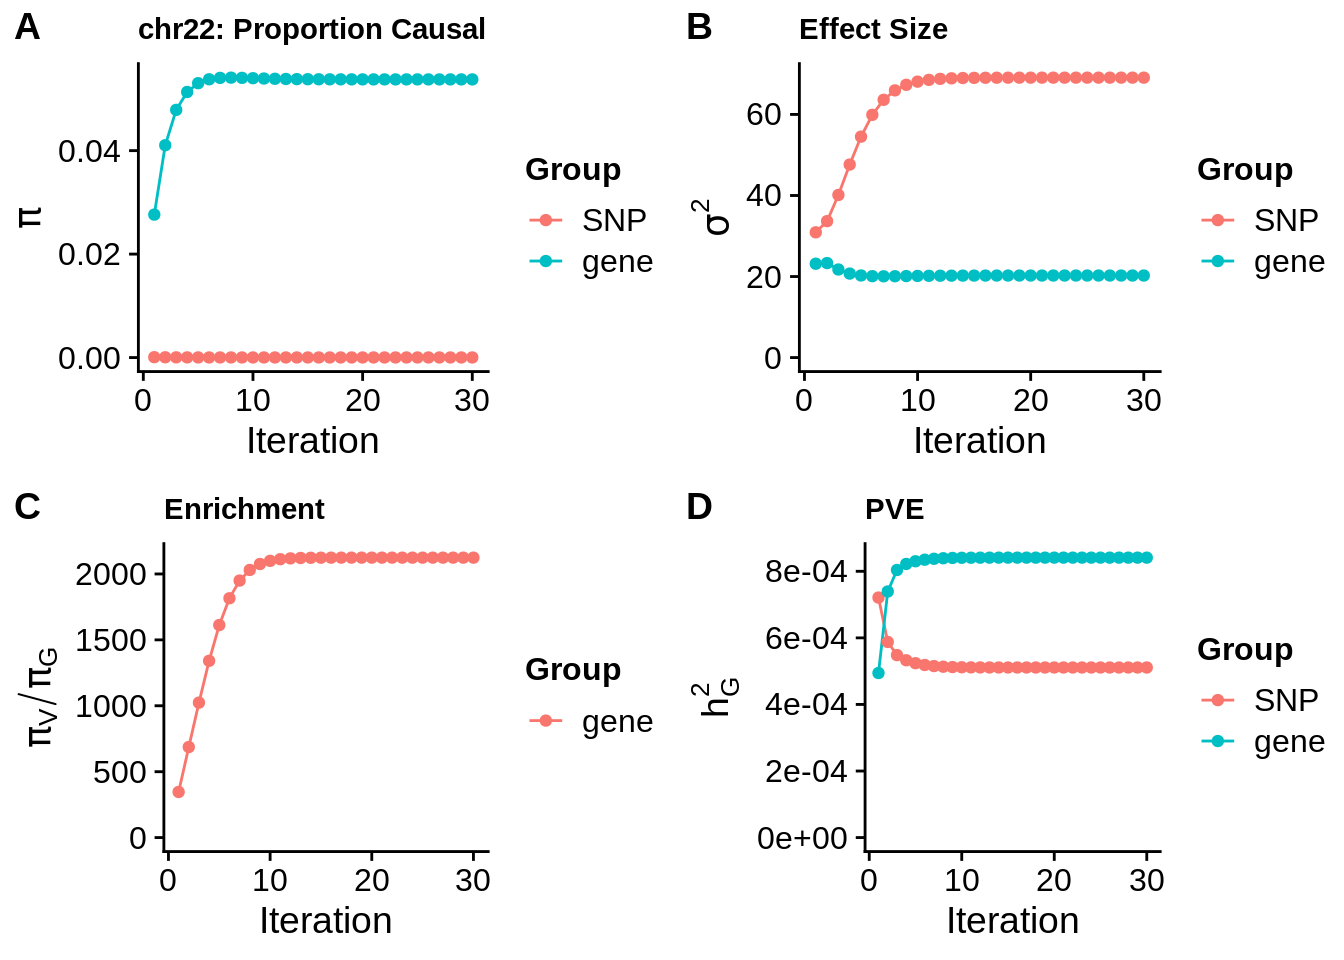 A
chr22: Proportion Causal
0.04
0.02
0.00
π
0 10 20 30
Iteration
Group
SNP
gene
B
Effect Size
60
40
20
0
σ²
0 10 20 30
Iteration
Group
SNP
gene
C
Enrichment
2000
1500
1000
500
0
π_V/π_G
0 10 20 30
Iteration
Group
gene
D
PVE
8e-04
6e-04
4e-04
2e-04
0e+00
h²_G
0 10 20 30
Iteration
Group
SNP
gene